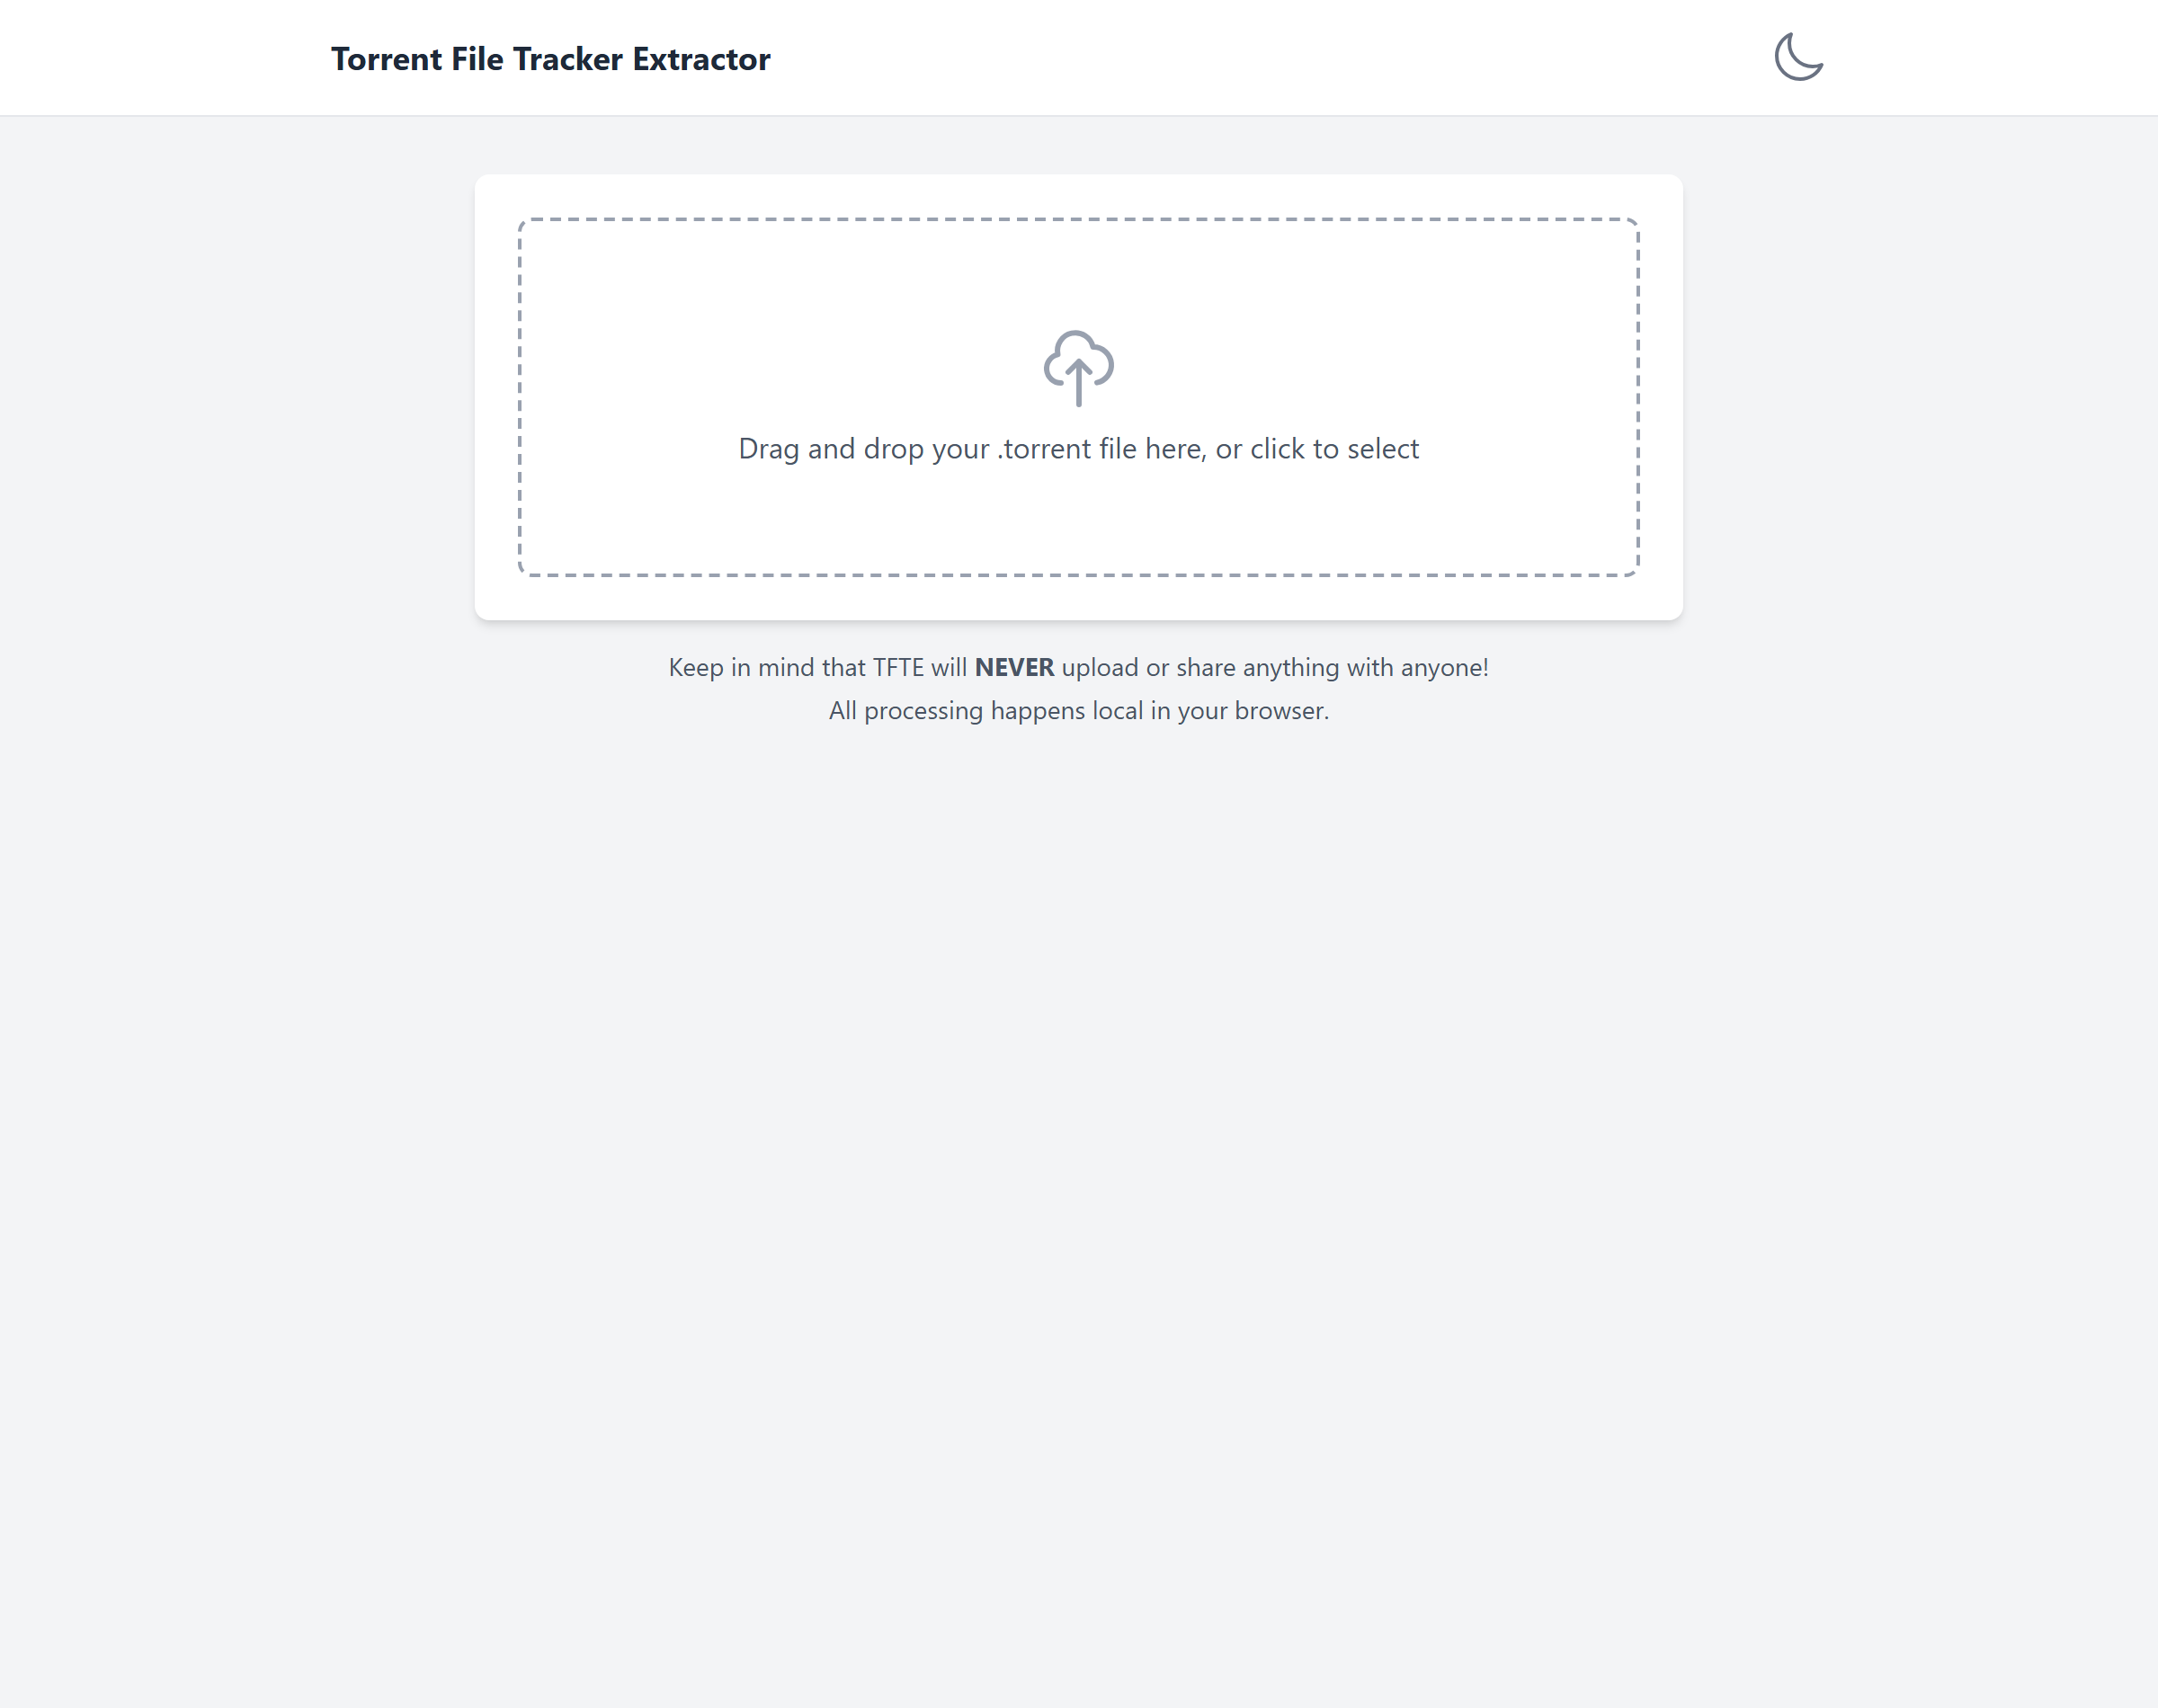 Torrent File Tracker Extractor
Drag and drop your .torrent file here, or click to select
Keep in mind that TFTE will NEVER upload or share anything with anyone!
All processing happens local in your browser.